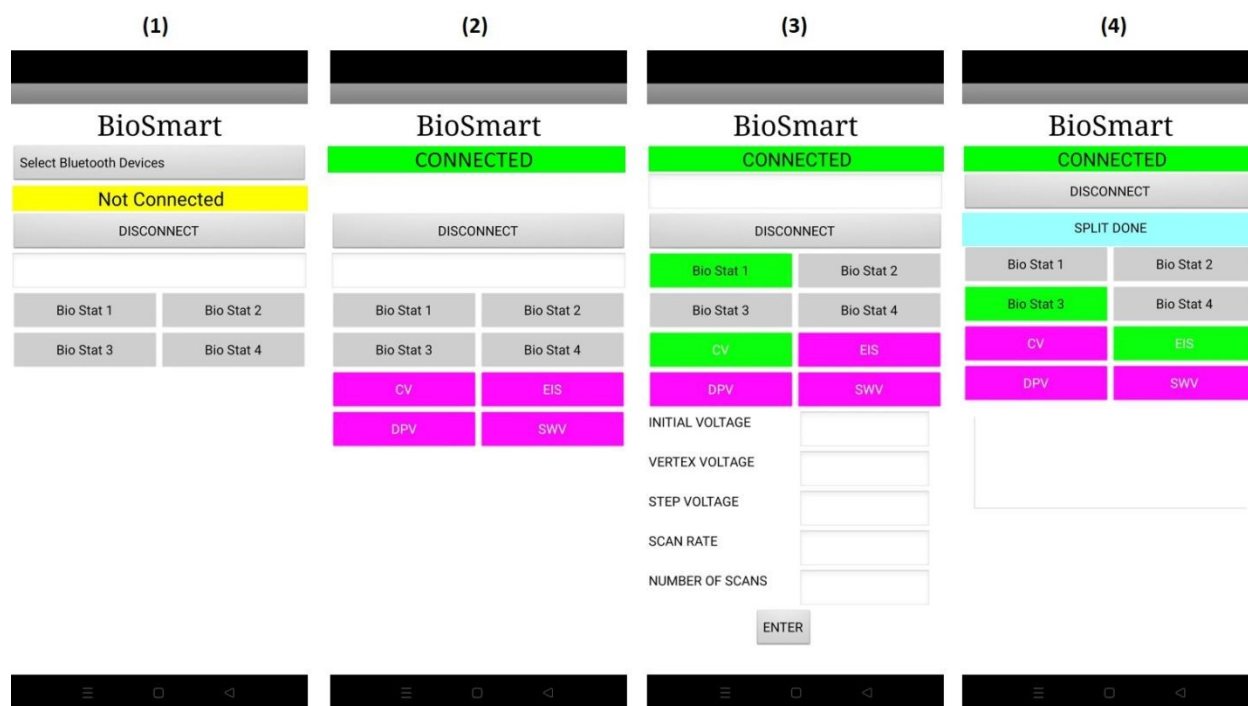 (1)
BioSmart
Select Bluetooth Devices
Not Connected
DISCONNECT
Bio Stat 1 Bio Stat 2
Bio Stat 3 Bio Stat 4
(2)
BioSmart
CONNECTED
DISCONNECT
Bio Stat 1 Bio Stat 2
Bio Stat 3 Bio Stat 4
CV EIS
DPV SWV
(3)
BioSmart
CONNECTED
DISCONNECT
Bio Stat 1 Bio Stat 2
Bio Stat 3 Bio Stat 4
CV EIS
DPV SWV
INITIAL VOLTAGE
VERTEX VOLTAGE
STEP VOLTAGE
SCAN RATE
NUMBER OF SCANS
ENTER
(4)
BioSmart
CONNECTED
DISCONNECT
SPLIT DONE
Bio Stat 1 Bio Stat 2
Bio Stat 3 Bio Stat 4
CV EIS
DPV SWV